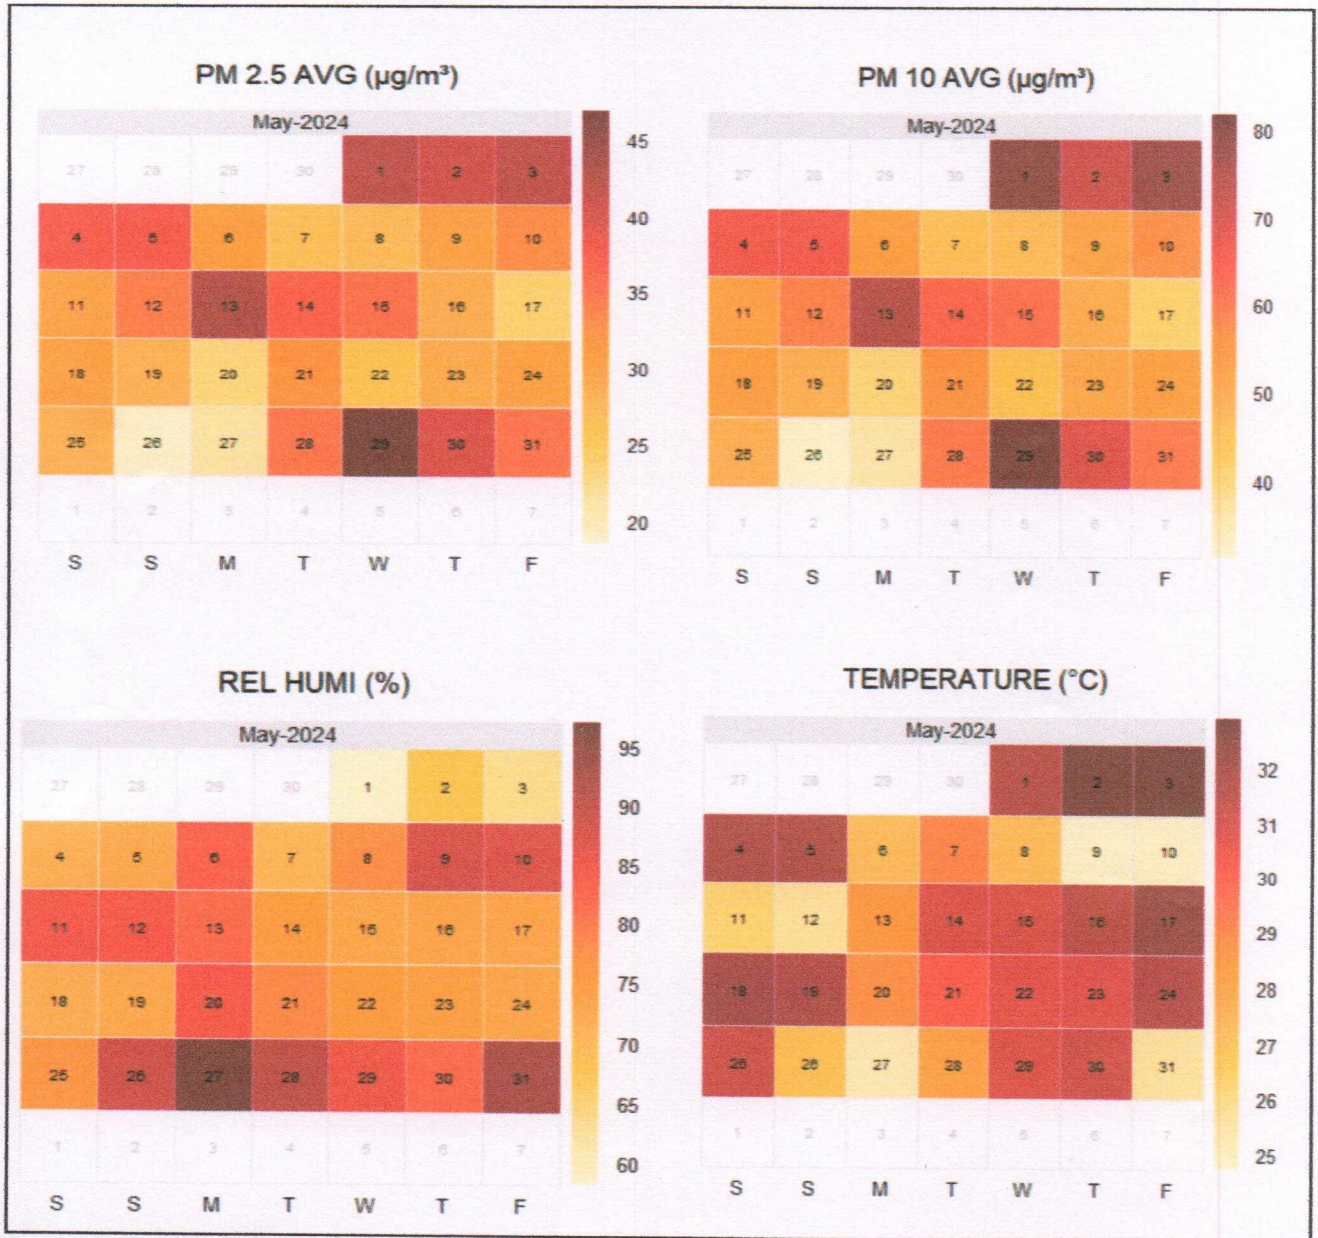 PM 2.5 AVG (µg/m³)
May-2024
27 28 29 30 1 2 3
4 5 6 7 8 9 10
11 12 13 14 15 16 17
18 19 20 21 22 23 24
25 26 27 28 29 30 31
1 2 3 4 5 6 7
S S M T W T F
45
40
35
30
25
20
PM 10 AVG (µg/m³)
May-2024
27 28 29 30 1 2 3
4 5 6 7 8 9 10
11 12 13 14 15 16 17
18 19 20 21 22 23 24
25 26 27 28 29 30 31
1 2 3 4 5 6 7
S S M T W T F
80
70
60
50
40
REL HUMI (%)
May-2024
27 28 29 30 1 2 3
4 5 6 7 8 9 10
11 12 13 14 15 16 17
18 19 20 21 22 23 24
25 26 27 28 29 30 31
1 2 3 4 5 6 7
S S M T W T F
95
90
85
80
75
70
65
60
TEMPERATURE (°C)
May-2024
27 28 29 30 1 2 3
4 5 6 7 8 9 10
11 12 13 14 15 16 17
18 19 20 21 22 23 24
25 26 27 28 29 30 31
1 2 3 4 5 6 7
S S M T W T F
32
31
30
29
28
27
26
25